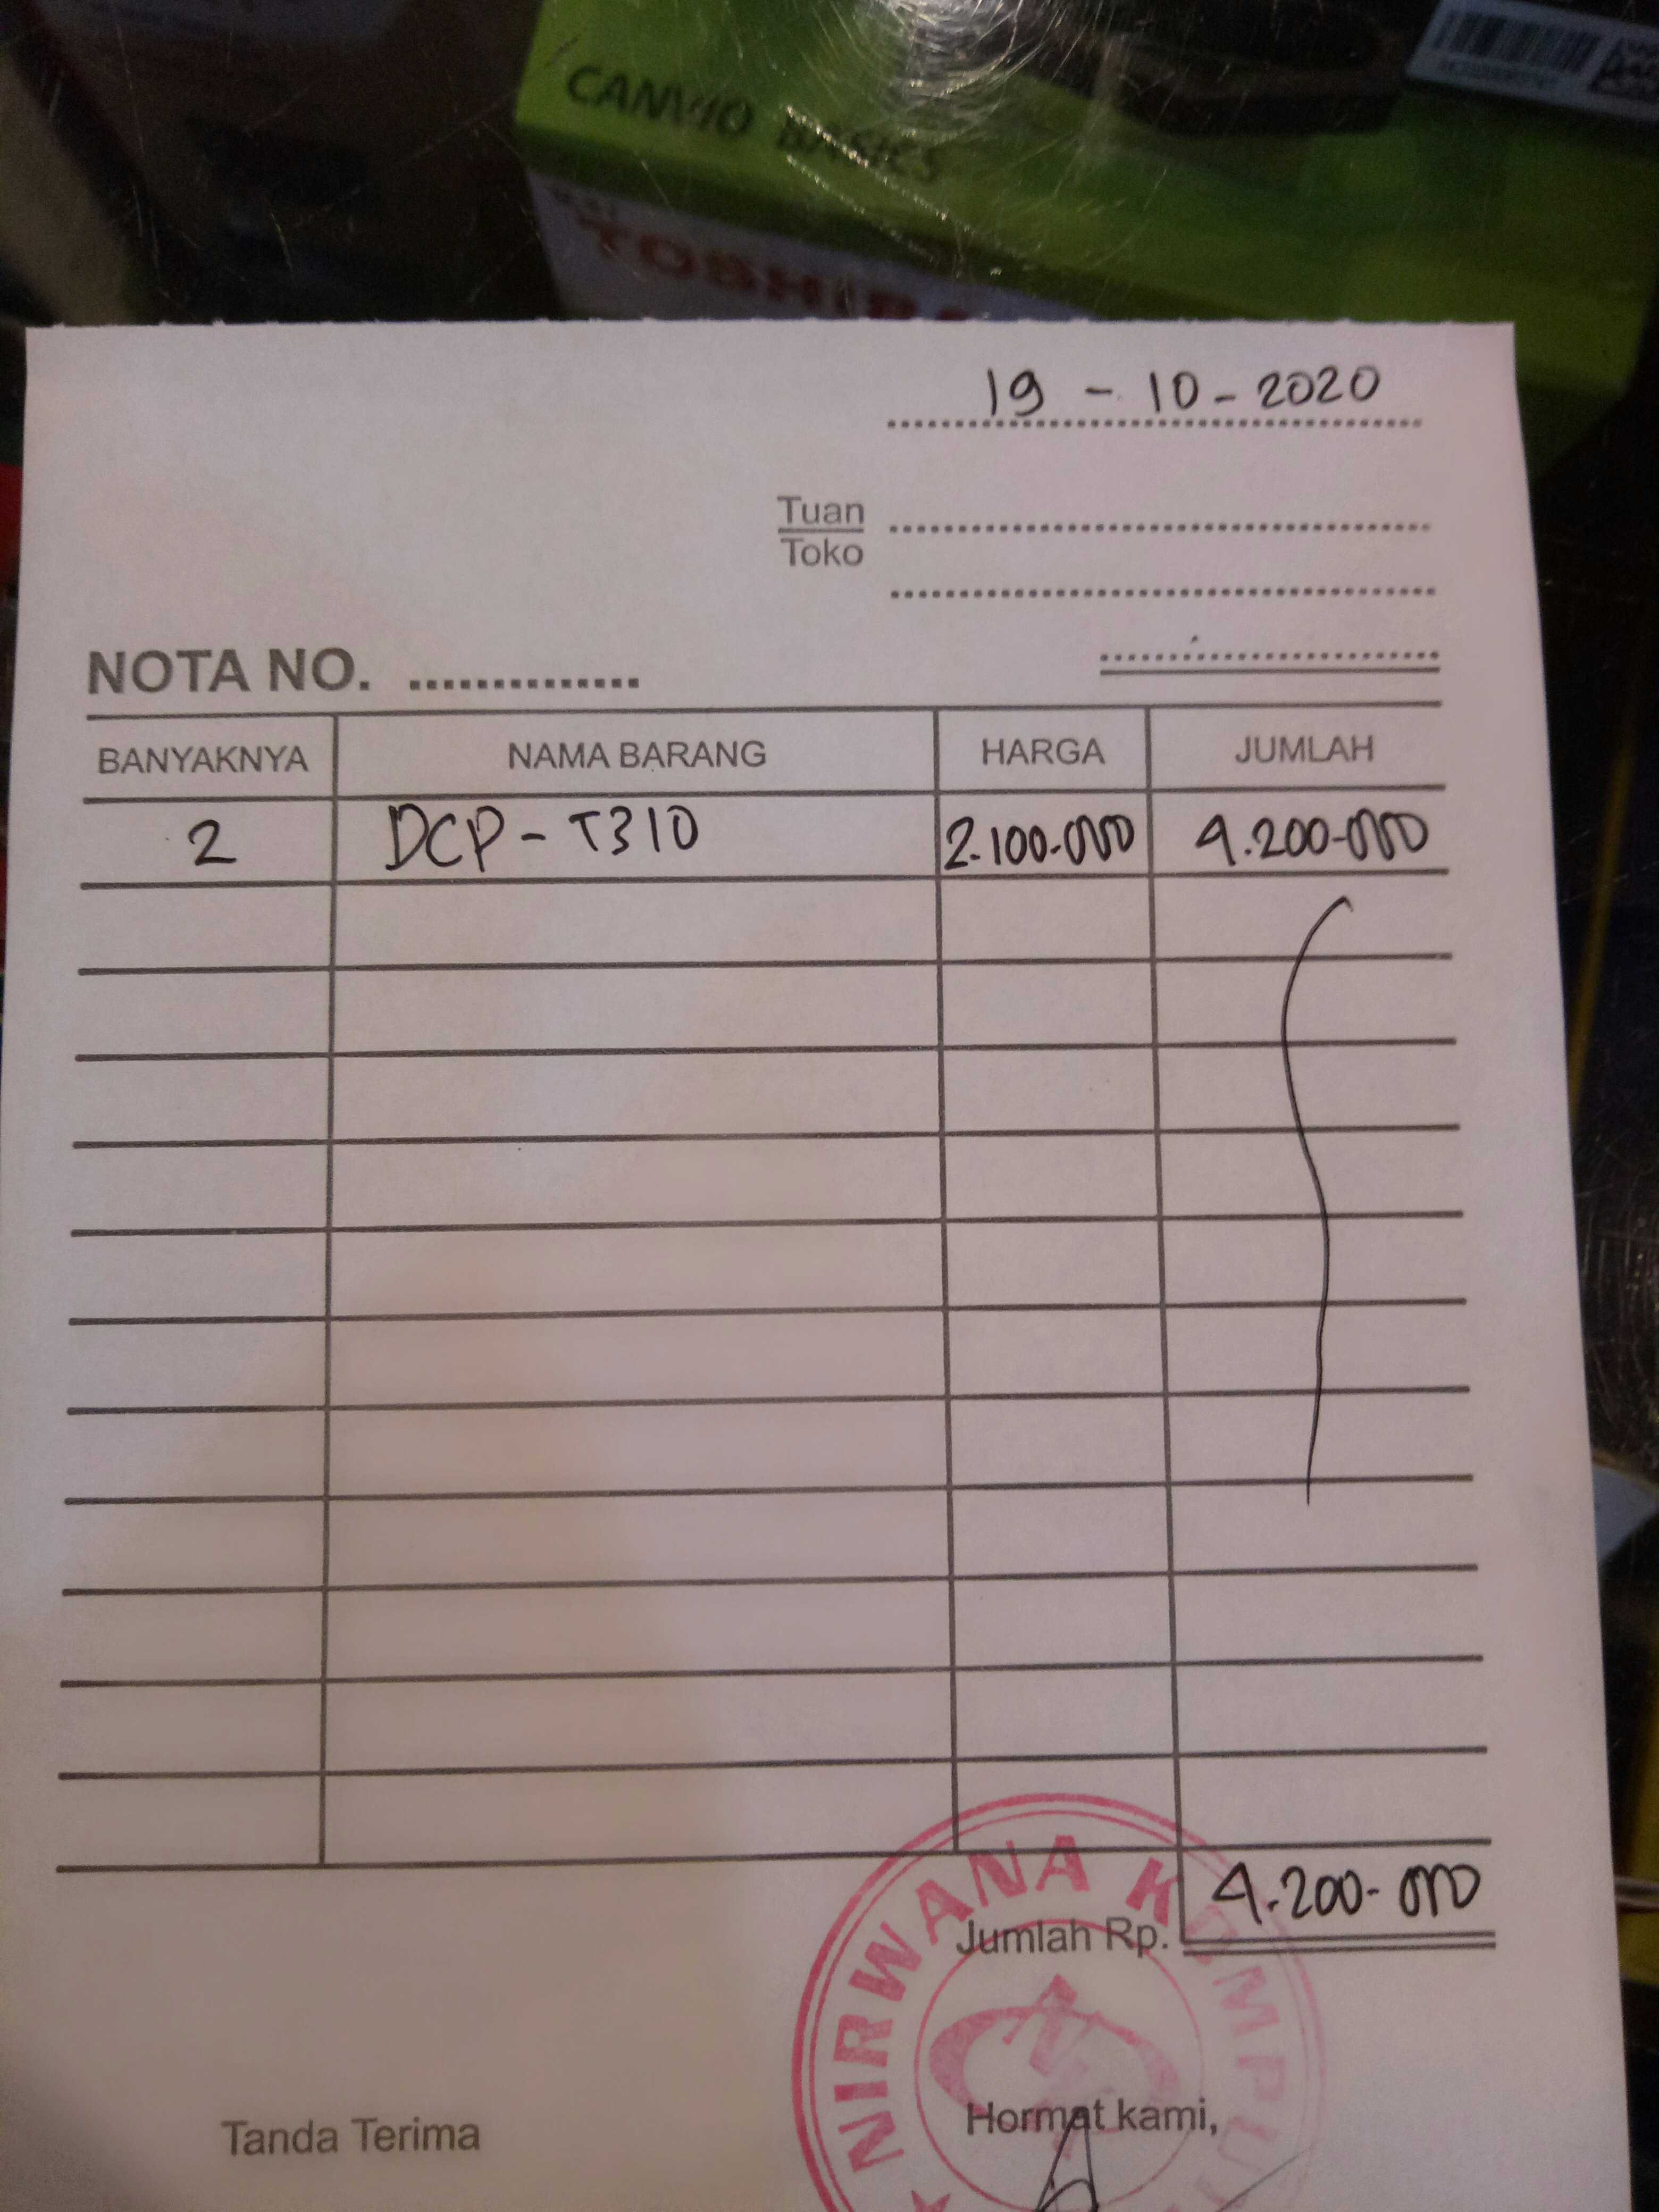 CANVIO BASICS
TOSHIBA
19 - 10 - 2020
Tuan
Toko
NOTA NO. ..............
BANYAKNYA NAMA BARANG HARGA JUMLAH
2 DCP - T310 2.100.000 4.200.000
Jumlah Rp. 4.200.000
NIRWANA KEMPUT
Tanda Terima Hormat kami,